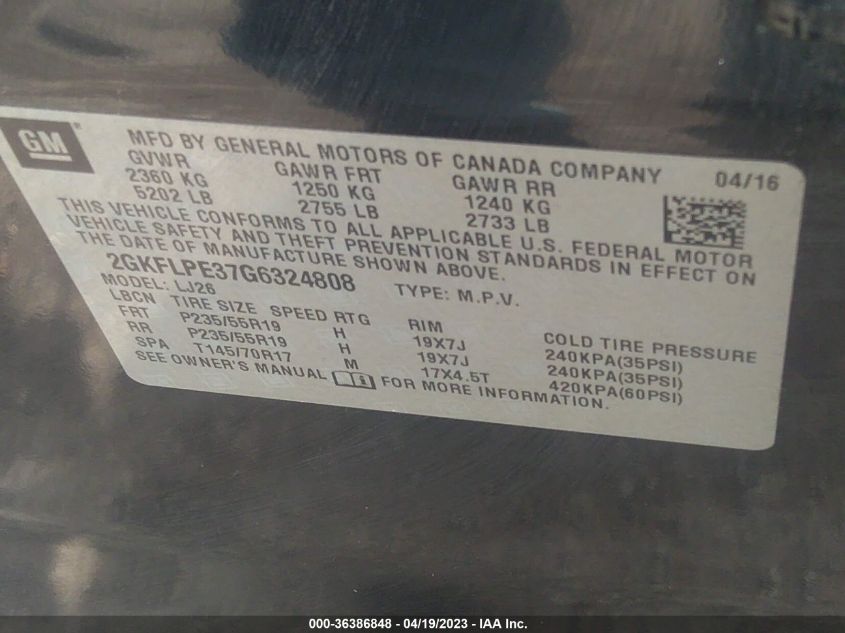 GM®
MFD BY GENERAL MOTORS OF CANADA COMPANY 04/16
GVWR GAWR FRT GAWR RR
2360 KG 1250 KG 1240 KG
5202 LB 2755 LB 2733 LB
THIS VEHICLE CONFORMS TO ALL APPLICABLE U.S. FEDERAL MOTOR
VEHICLE SAFETY AND THEFT PREVENTION STANDARDS IN EFFECT ON
THE DATE OF MANUFACTURE SHOWN ABOVE.
2GKFLPE37G6324808 TYPE: M.P.V.
MODEL: LJ26
LBCN TIRE SIZE SPEED RTG RIM COLD TIRE PRESSURE
FRT P235/55R19 H 19X7J 240KPA(35PSI)
RR P235/55R19 H 19X7J 240KPA(35PSI)
SPA T145/70R17 M 17X4.5T 420KPA(60PSI)
SEE OWNER'S MANUAL FOR MORE INFORMATION.
000-36386848 - 04/19/2023 - IAA Inc.